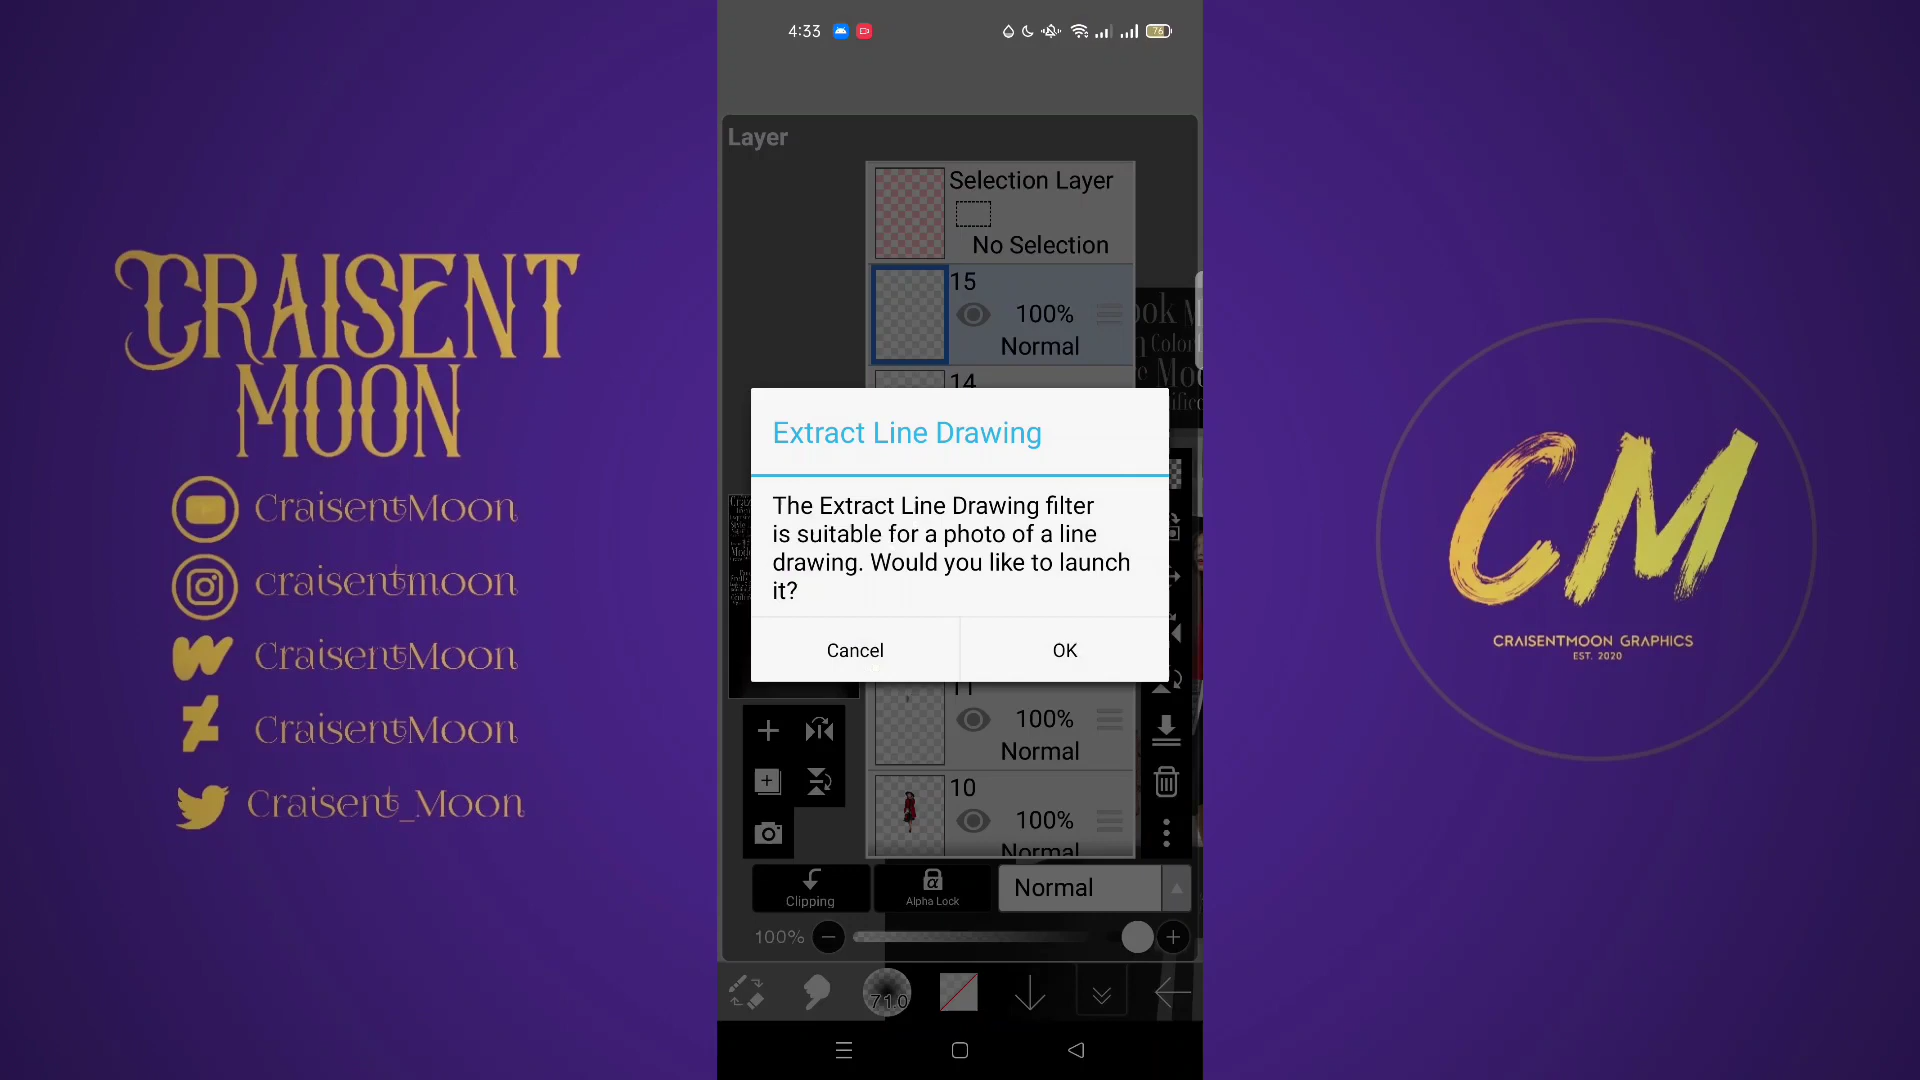 CRAISENT
MOON
CraisentMoon
craisentmoon
CraisentMoon
CraisentMoon
Craisent_Moon
4:33
76
Layer
Selection Layer
No Selection
15
100%
Normal
14
Extract Line Drawing
The Extract Line Drawing filter
is suitable for a photo of a line
drawing. Would you like to launch
it?
Cancel
OK
11
100%
Normal
10
100%
Normal
Clipping
Alpha Lock
Normal
100%
71.0
CM
CRAISENTMOON GRAPHICS
EST. 2020